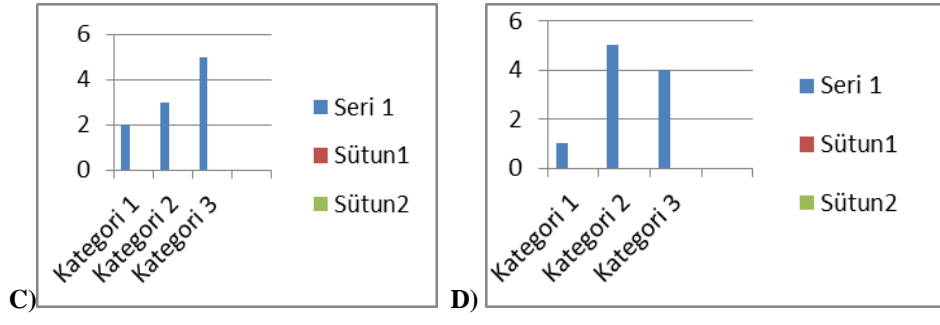 C)
6
4
2
0
Kategori 1
Kategori 2
Kategori 3
Seri 1
Sütun1
Sütun2
D)
6
4
2
0
Kategori 1
Kategori 2
Kategori 3
Seri 1
Sütun1
Sütun2